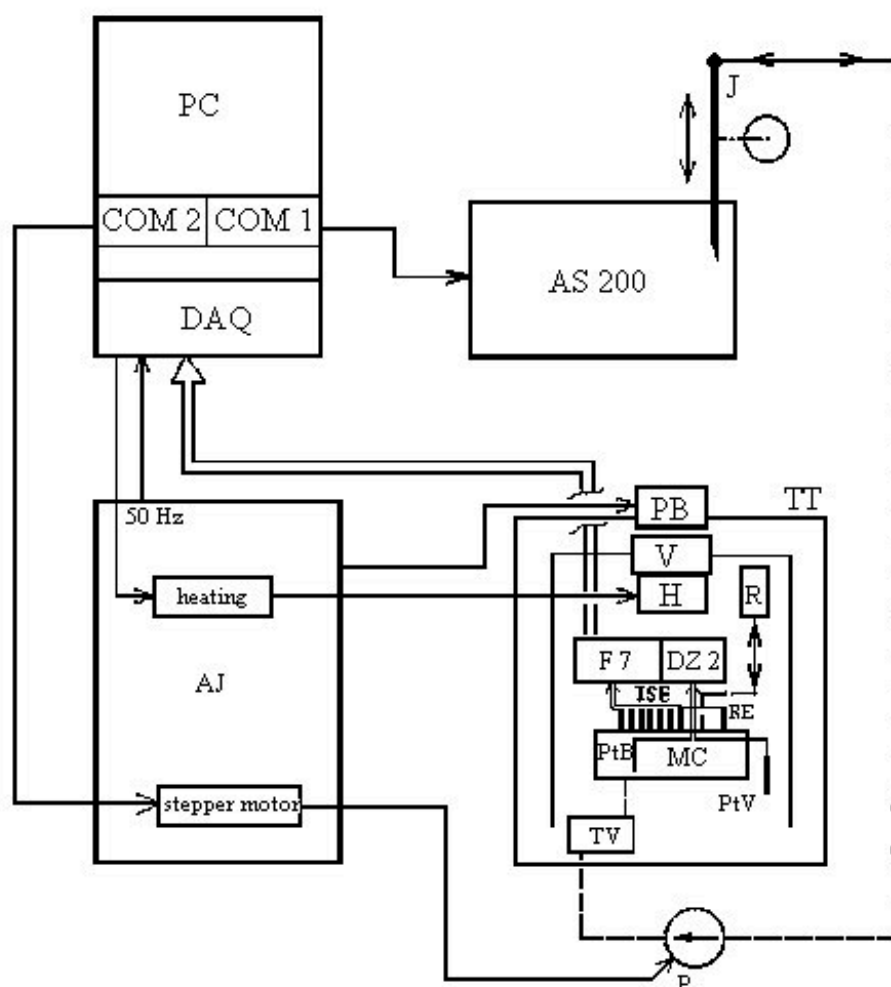 PC
COM 2 COM 1
DAQ
J
AS 200
50 Hz
heating
AJ
stepper motor
PB
TT
V
H
R
F 7 DZ 2
ISE
RE
PtB
MC
PtV
TV
P